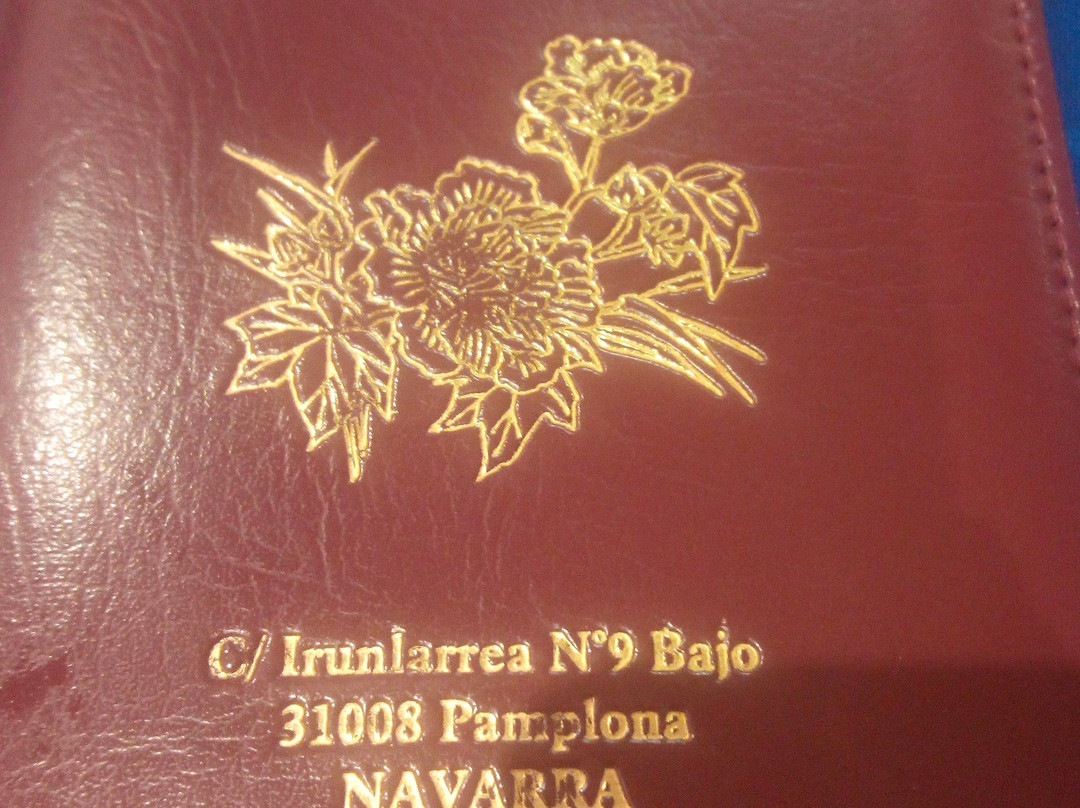 C/ Irunlarrea Nº9 Bajo
31008 Pamplona
NAVARRA